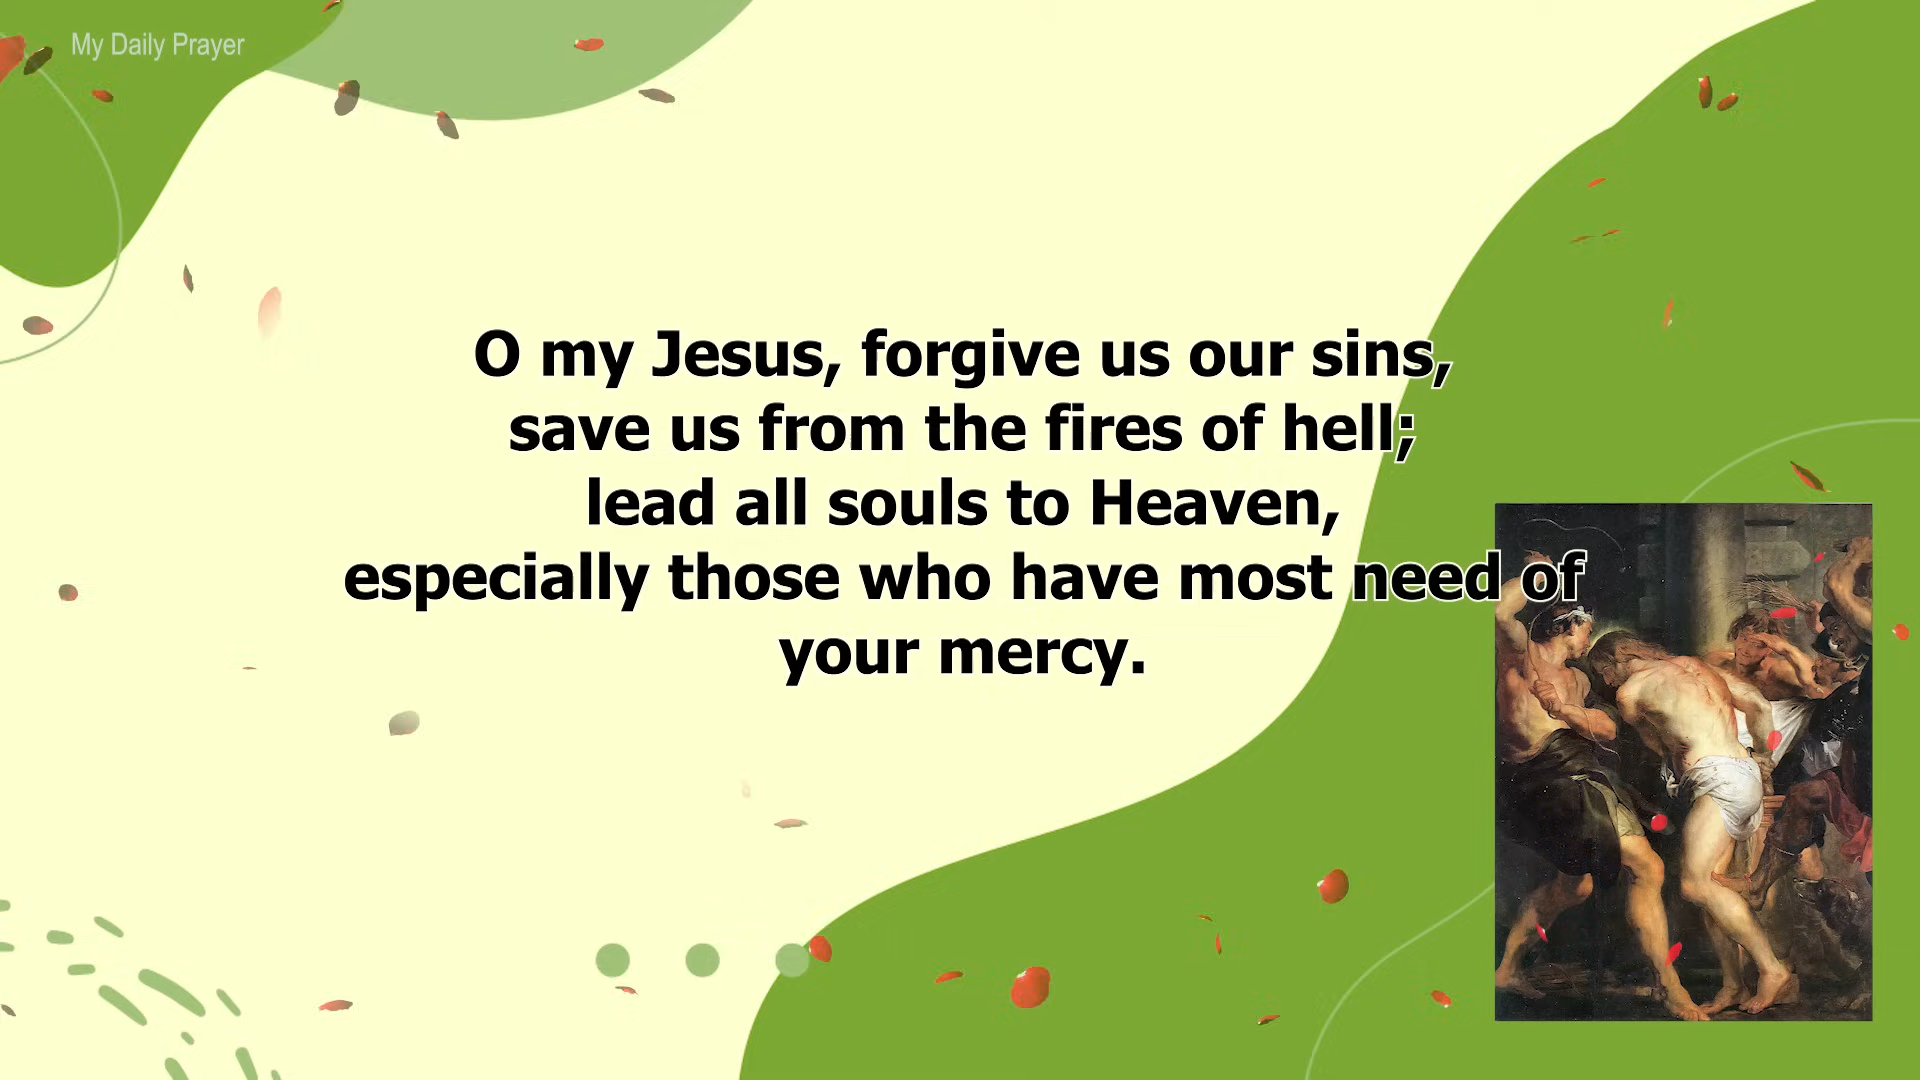 My Daily Prayer
O my Jesus, forgive us our sins,
save us from the fires of hell;
lead all souls to Heaven,
especially those who have most need of
your mercy.